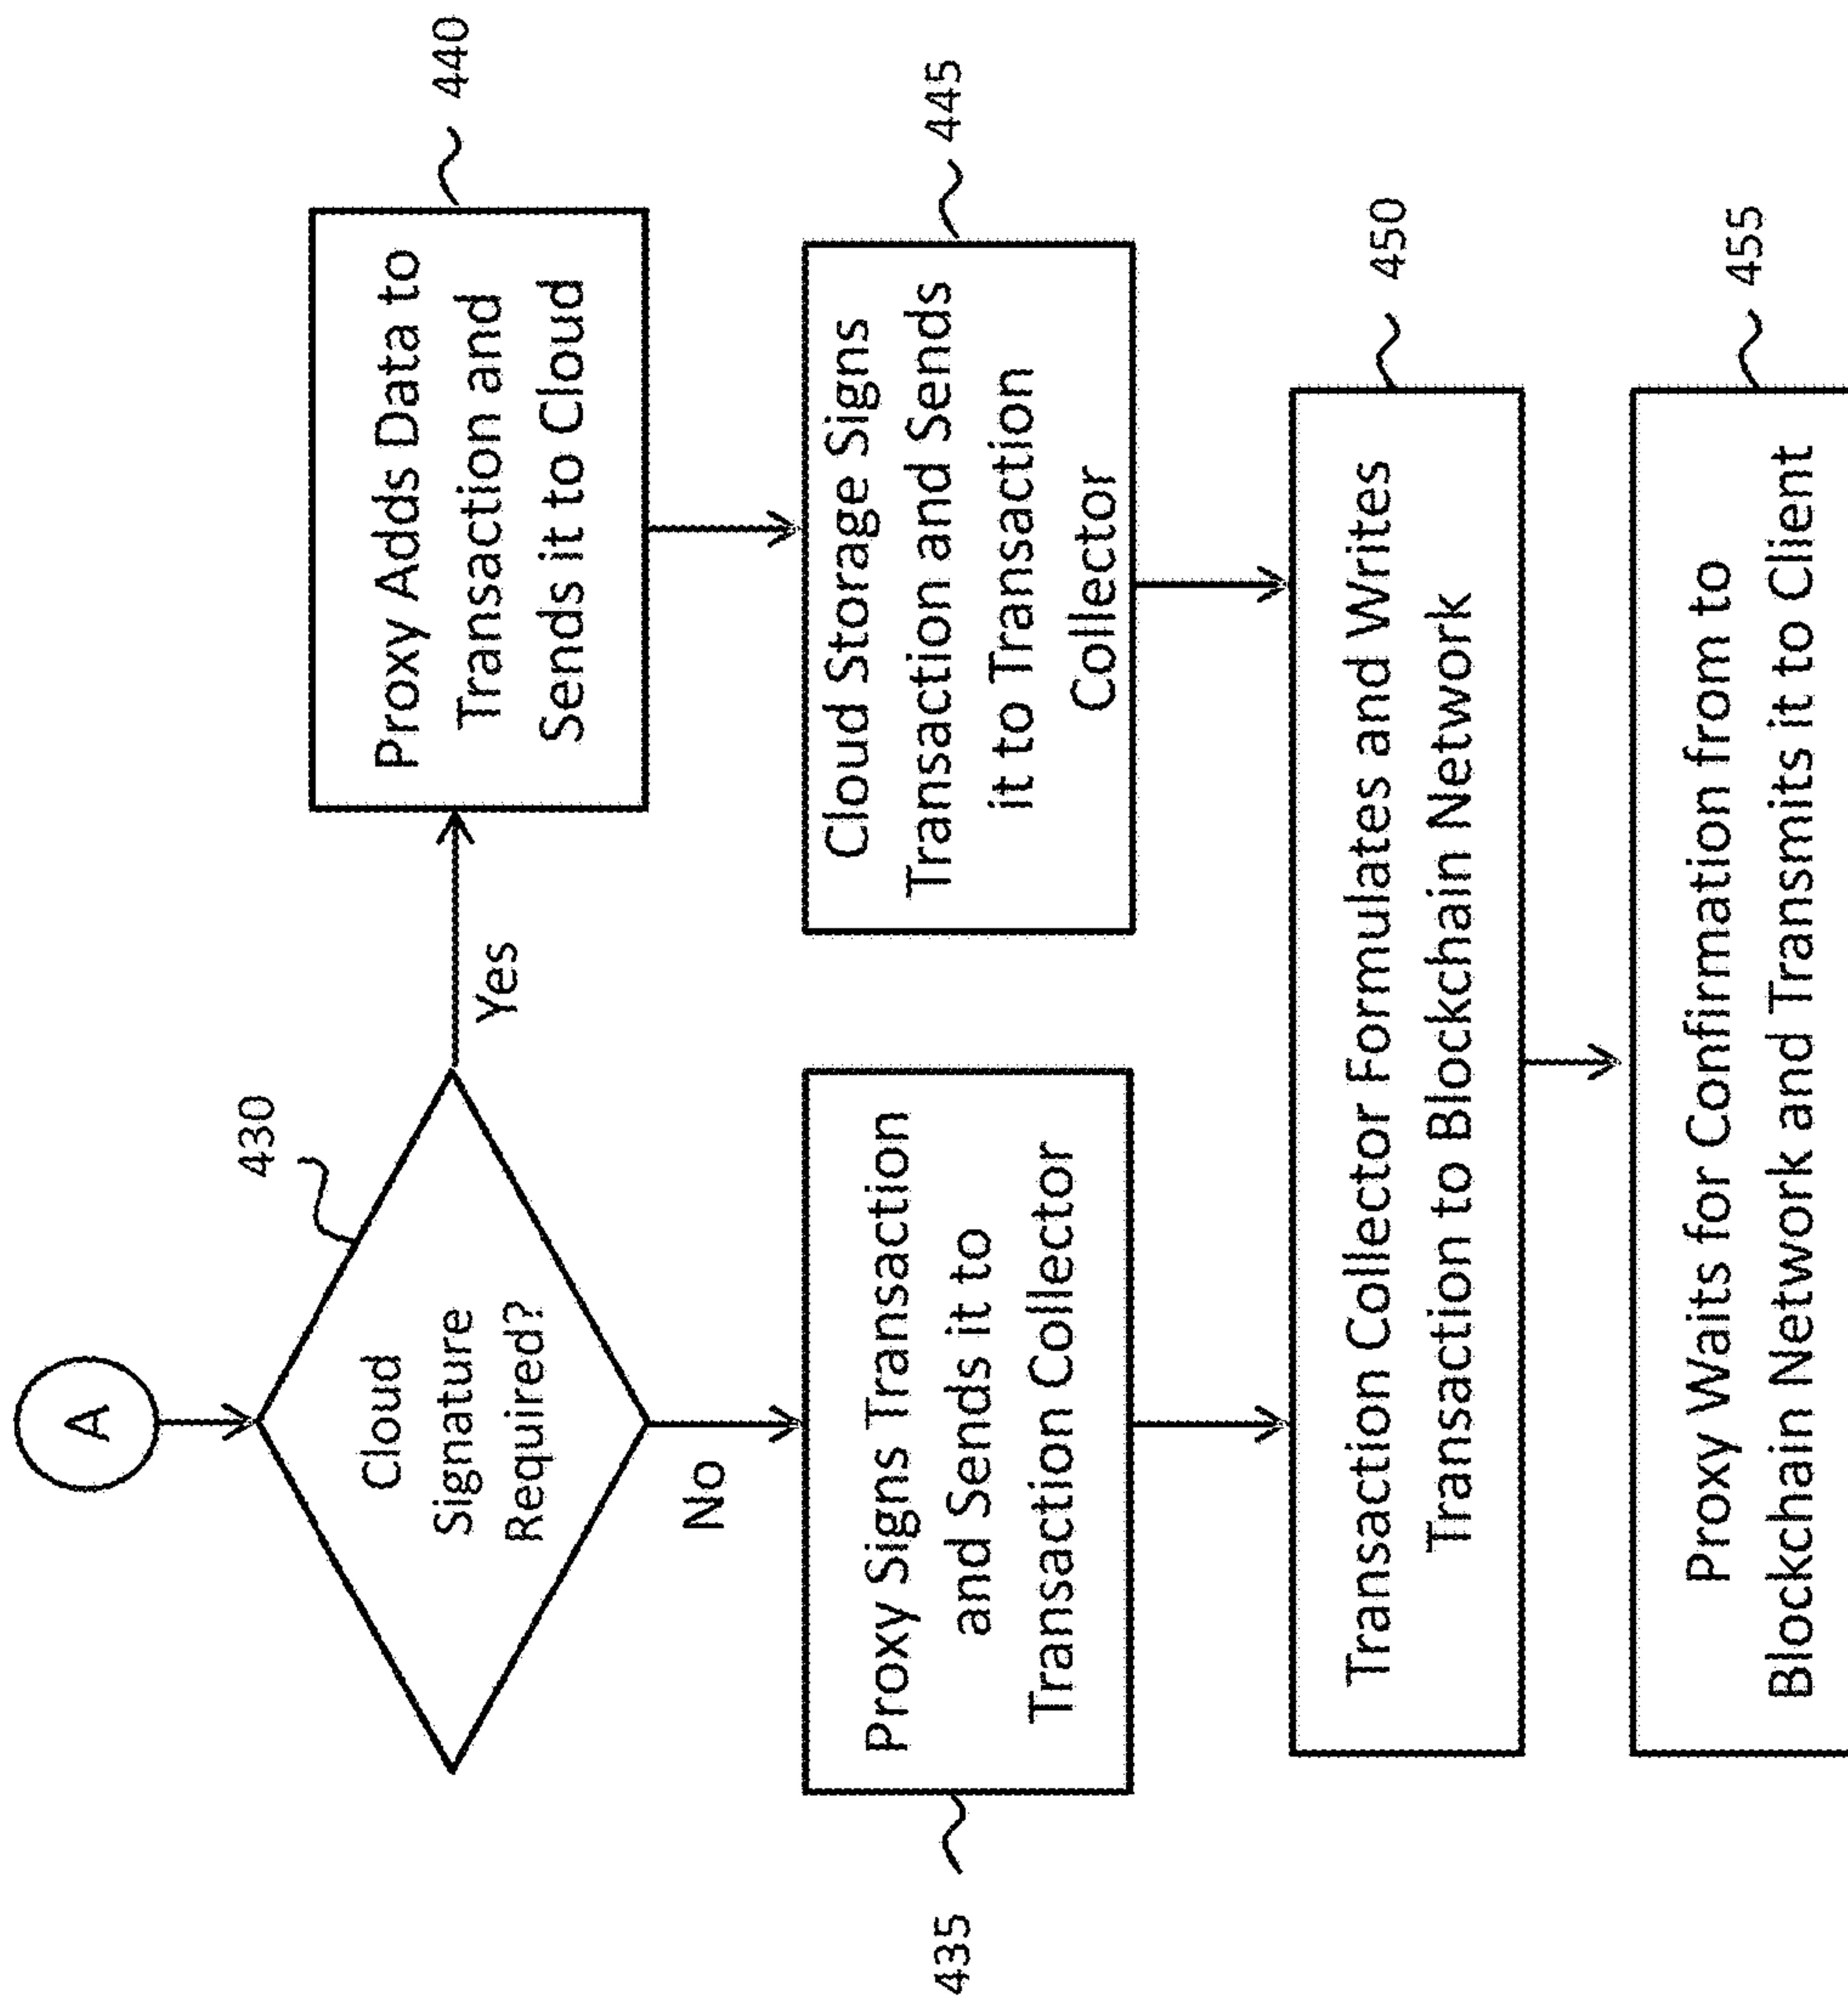 A
430
Cloud
Signature
Required?
Yes
No
440
Proxy Adds Data to
Transaction and
Sends it to Cloud
435
Proxy Signs Transaction
and Sends it to
Transaction Collector
445
Cloud Storage Signs
Transaction and Sends
it to Transaction
Collector
450
Transaction Collector Formulates and Writes
Transaction to Blockchain Network
455
Proxy Waits for Confirmation from to
Blockchain Network and Transmits it to Client